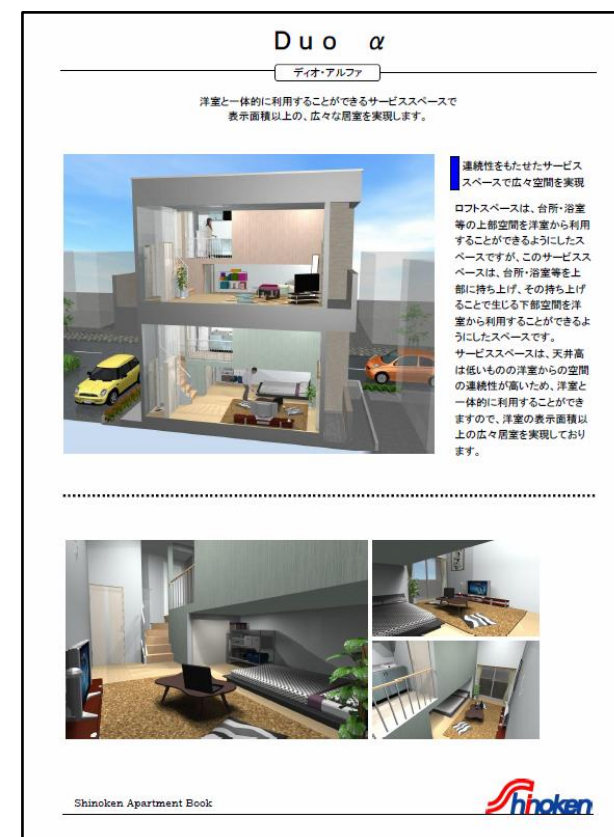 Duo α
ディオ・アルファ
洋室と一体的に利用することができるサービススペースで
表示面積以上の、広々な居室を実現します。
連続性をもたせたサービス
スペースで広々空間を実現
ロフトスペースは、台所・浴室
等の上部空間を洋室から利用
することができるようにしたス
ペースですが、このサービスス
ペースは、台所・浴室等を上
部に持ち上げ、その持ち上げ
ることで生じる下部空間を洋
室から利用することができるよ
うにしたスペースです。
サービススペースは、天井高
は低いものの洋室からの空間
の連続性が高いため、洋室と
一体的に利用することができ
ますので、洋室の表示面積以
上の広々居室を実現しており
ます。
Shinoken Apartment Book
Shinoken